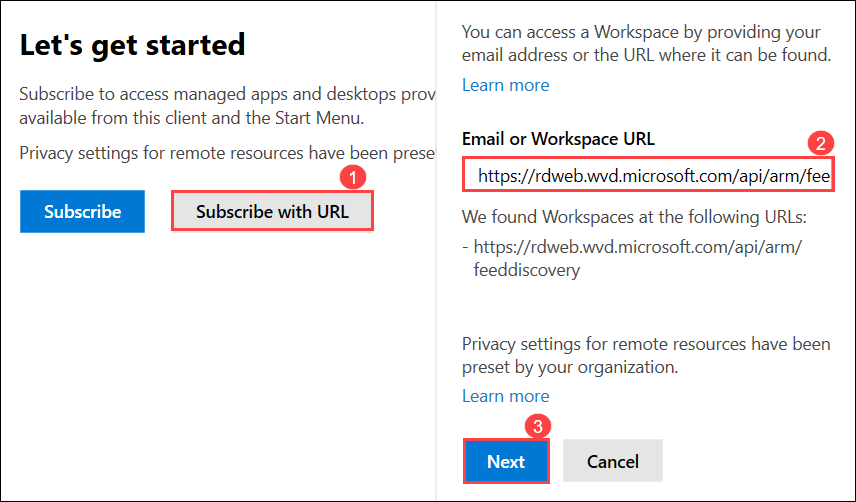 Let's get started
Subscribe to access managed apps and desktops prov
available from this client and the Start Menu.
Privacy settings for remote resources have been preset
1
Subscribe
Subscribe with URL
You can access a Workspace by providing your
email address or the URL where it can be found.
Learn more
Email or Workspace URL
2
https://rdweb.wvd.microsoft.com/api/arm/fee
We found Workspaces at the following URLs:
- https://rdweb.wvd.microsoft.com/api/arm/
feeddiscovery
Privacy settings for remote resources have been
preset by your organization.
Learn more
3
Next
Cancel